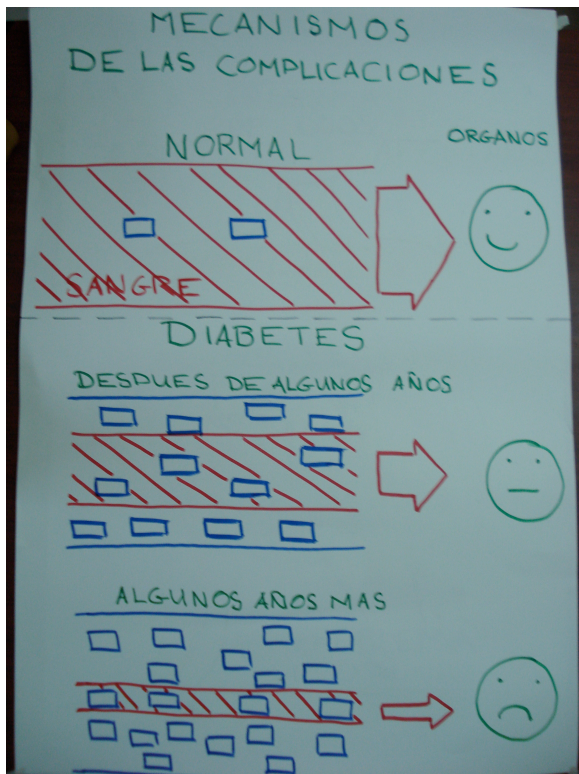 MECANISMOS
DE LAS COMPLICACIONES
NORMAL
ORGANOS
SANGRE
DIABETES
DESPUES DE ALGUNOS AÑOS
ALGUNOS AÑOS MAS